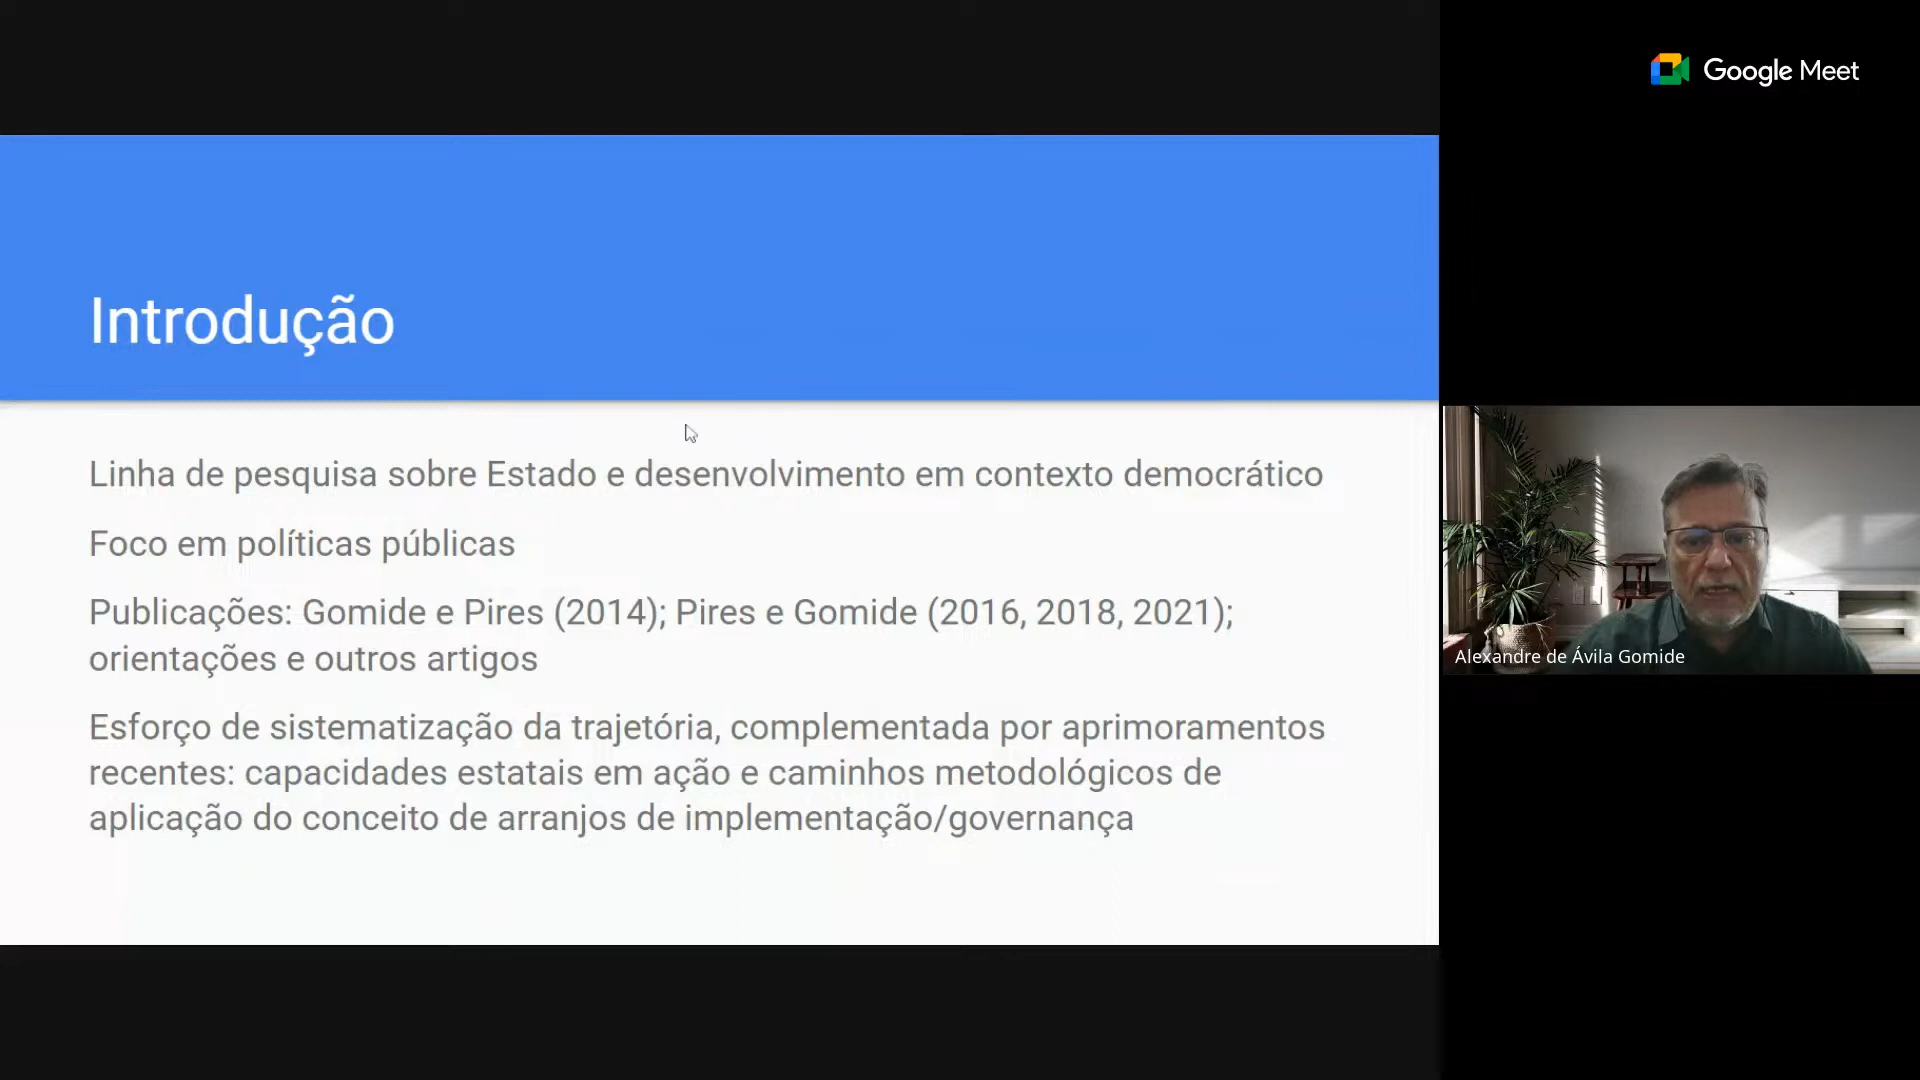 Google Meet
Introdução
Linha de pesquisa sobre Estado e desenvolvimento em contexto democrático
Foco em políticas públicas
Publicações: Gomide e Pires (2014); Pires e Gomide (2016, 2018, 2021);
orientações e outros artigos
Esforço de sistematização da trajetória, complementada por aprimoramentos
recentes: capacidades estatais em ação e caminhos metodológicos de
aplicação do conceito de arranjos de implementação/governança
Alexandre de Ávila Gomide